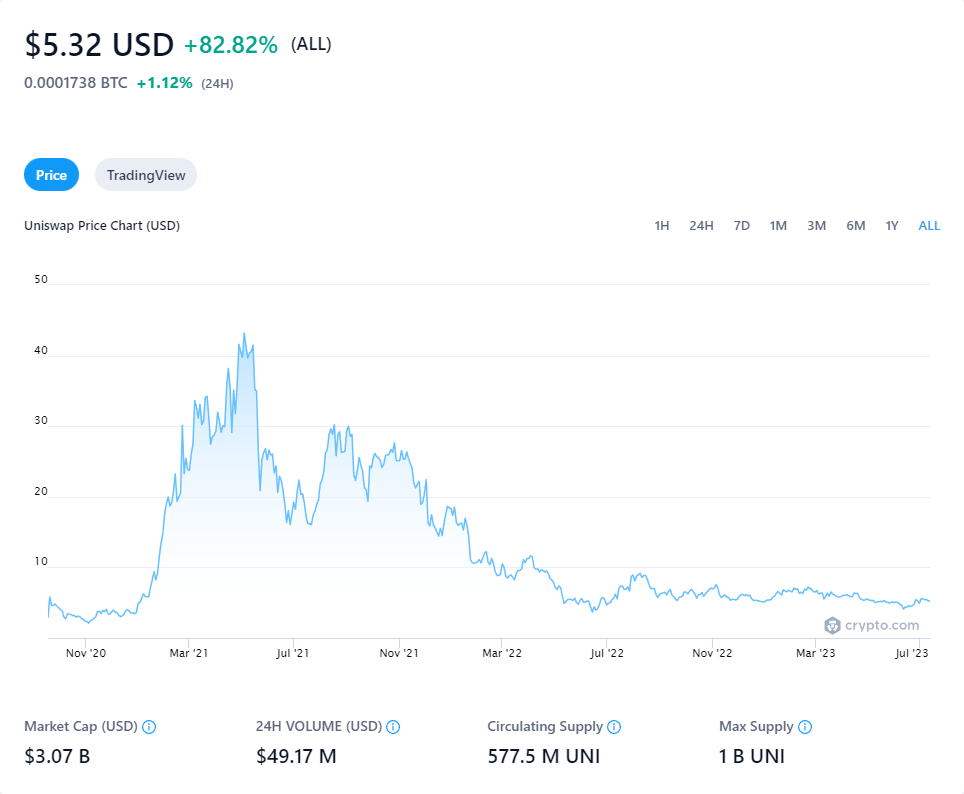 $5.32 USD +82.82% (ALL)
0.0001738 BTC +1.12% (24H)
Price TradingView
Uniswap Price Chart (USD) 1H 24H 7D 1M 3M 6M 1Y ALL
50
40
30
20
10
crypto.com
Nov '20 Mar '21 Jul '21 Nov '21 Mar '22 Jul '22 Nov '22 Mar '23 Jul '23
Market Cap (USD) 24H VOLUME (USD) Circulating Supply Max Supply
$3.07 B $49.17 M 577.5 M UNI 1 B UNI